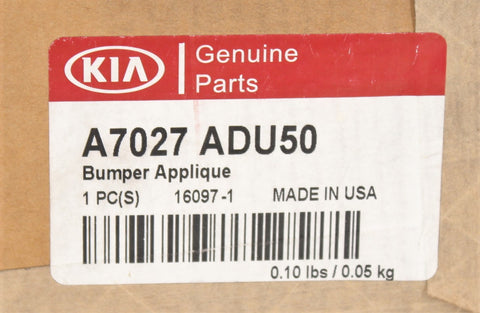 KIA
Genuine
Parts
A7027 ADU50
Bumper Applique
1 PC(S) 16097-1 MADE IN USA
0.10 lbs / 0.05 kg